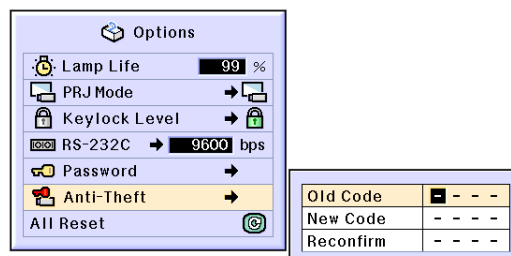 Options
Lamp Life 99 %
PRJ Mode
Keylock Level
RS-232C 9600 bps
Password
Anti-Theft
All Reset
Old Code - - - -
New Code - - - -
Reconfirm - - - -